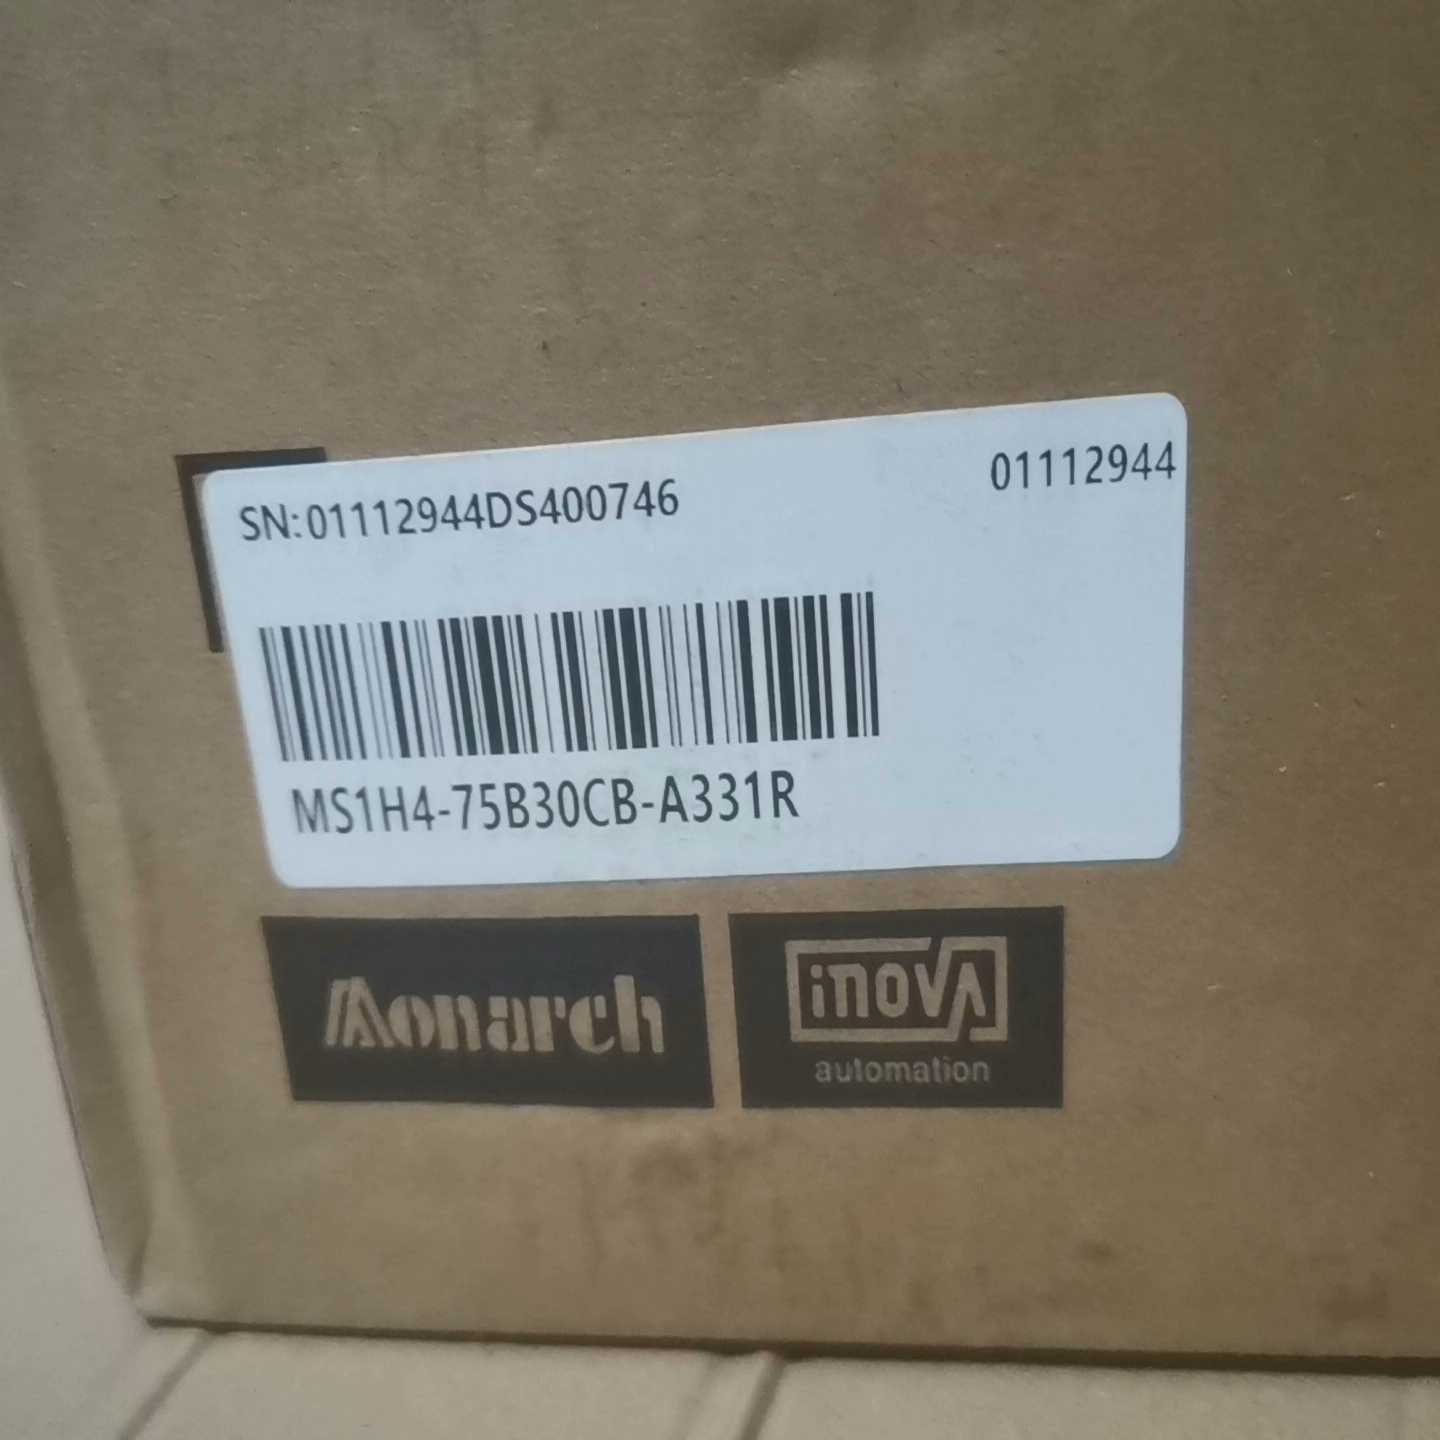 SN:01112944DS400746
01112944
MS1H4-75B30CB-A331R
Monarch
inovA
automation